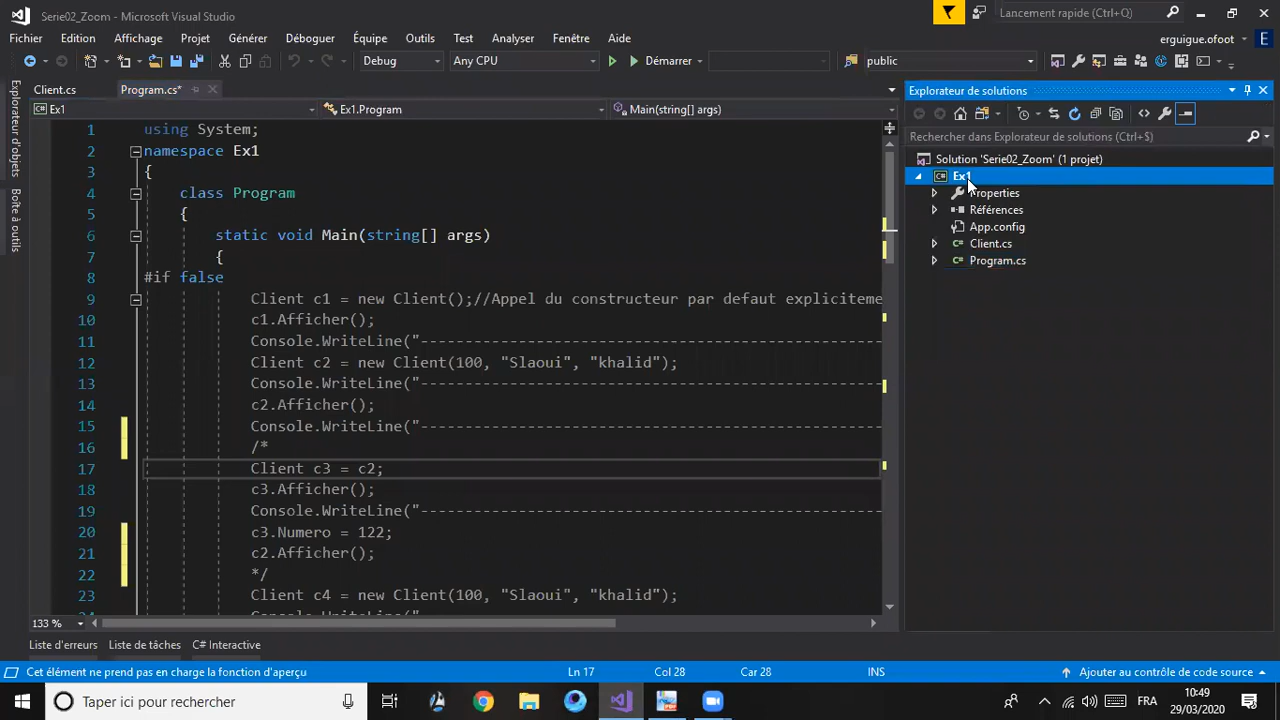 Serie02_Zoom - Microsoft Visual Studio
Lancement rapide (Ctrl+Q)
Fichier Edition Affichage Projet Générer Déboguer Équipe Outils Test Analyser Fenêtre Aide
erguigue.ofoot E
Debug Any CPU Démarrer public
Explorateur d'objets
Boîte à outils
Client.cs Program.cs*
Ex1 Ex1.Program Main(string[] args)
1 using System;
2 namespace Ex1
3 {
4 class Program
5 {
6 static void Main(string[] args)
7 {
8 #if false
9 Client c1 = new Client();//Appel du constructeur par defaut expliciteme
10 c1.Afficher();
11 Console.WriteLine("----------------------------------------------------
12 Client c2 = new Client(100, "Slaoui", "khalid");
13 Console.WriteLine("----------------------------------------------------
14 c2.Afficher();
15 Console.WriteLine("----------------------------------------------------
16 /*
17 Client c3 = c2;
18 c3.Afficher();
19 Console.WriteLine("----------------------------------------------------
20 c3.Numero = 122;
21 c2.Afficher();
22 */
23 Client c4 = new Client(100, "Slaoui", "khalid");
133 %
Explorateur de solutions
Rechercher dans Explorateur de solutions (Ctrl+$)
Solution 'Serie02_Zoom' (1 projet)
C# Ex1
Properties
Références
App.config
C# Client.cs
C# Program.cs
Liste d'erreurs Liste de tâches C# Interactive
Cet élément ne prend pas en charge la fonction d'aperçu Ln 17 Col 28 Car 28 INS Ajouter au contrôle de code source
Taper ici pour rechercher
FRA
10:49
29/03/2020